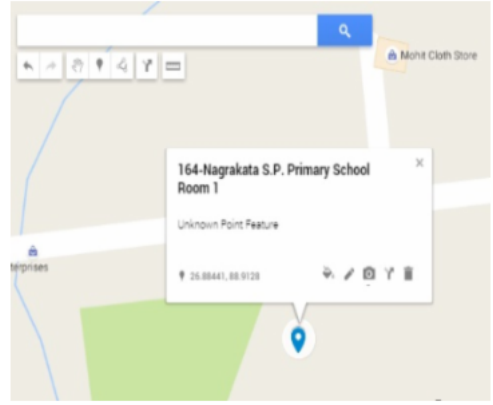 Mohit Cloth Store
164-Nagrakata S.P. Primary School
Room 1
Unknown Point Feature
terprises
26.88441, 88.9128